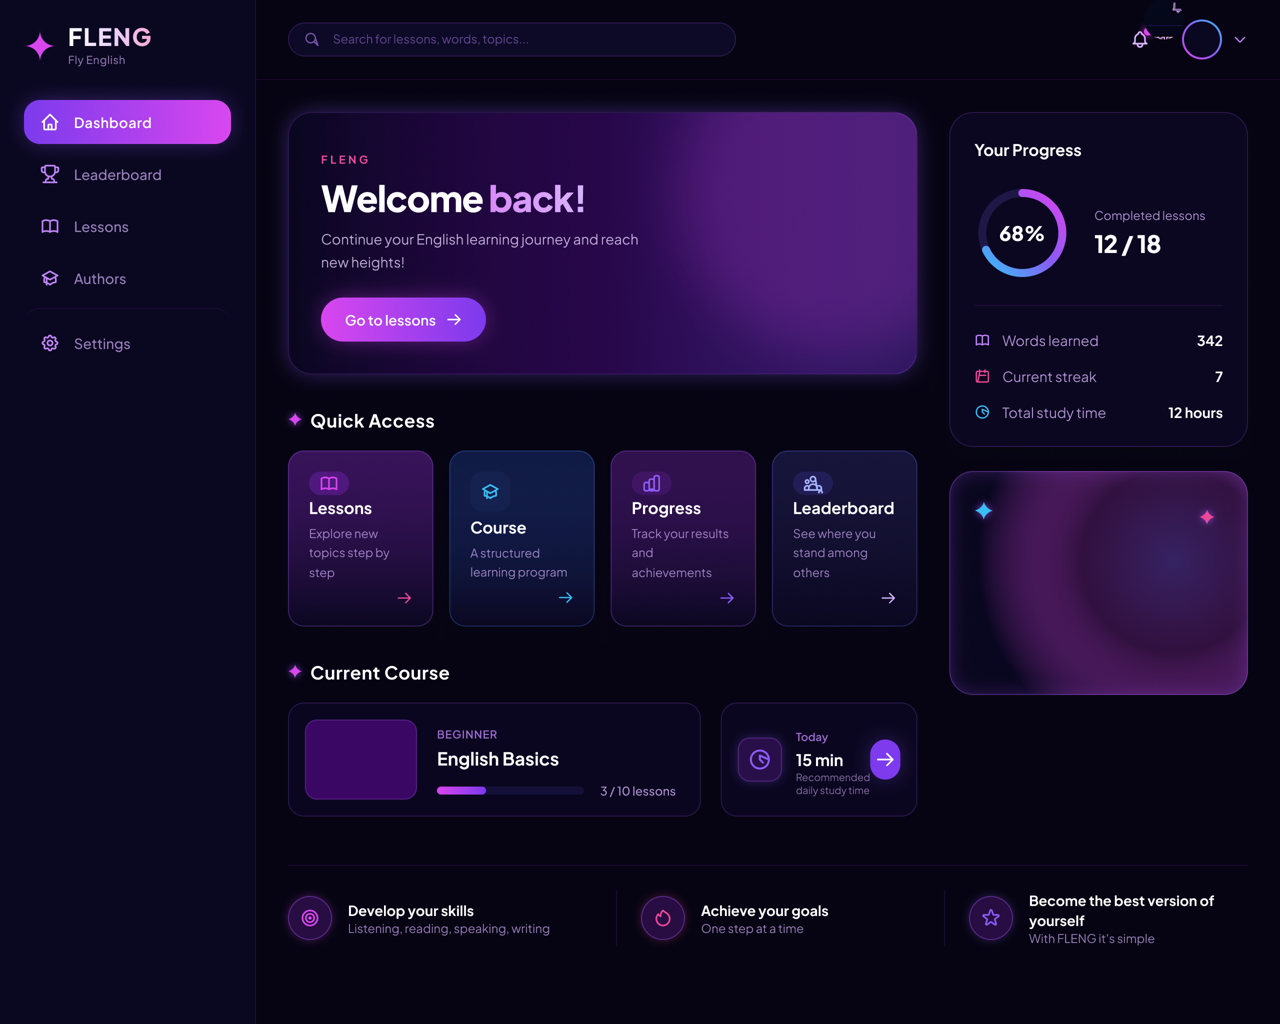 FLENG
Fly English
Search for lessons, words, topics...
Dashboard
Leaderboard
Lessons
Authors
Settings
FLENG
Welcome back!
Continue your English learning journey and reach
new heights!
Go to lessons
Your Progress
68%
Completed lessons
12 / 18
Words learned
342
Current streak
7
Total study time
12 hours
Quick Access
Lessons
Explore new
topics step by
step
Course
A structured
learning program
Progress
Track your results
and
achievements
Leaderboard
See where you
stand among
others
Current Course
BEGINNER
English Basics
3 / 10 lessons
Today
15 min
Recommended
daily study time
Develop your skills
Listening, reading, speaking, writing
Achieve your goals
One step at a time
Become the best version of
yourself
With FLENG it's simple